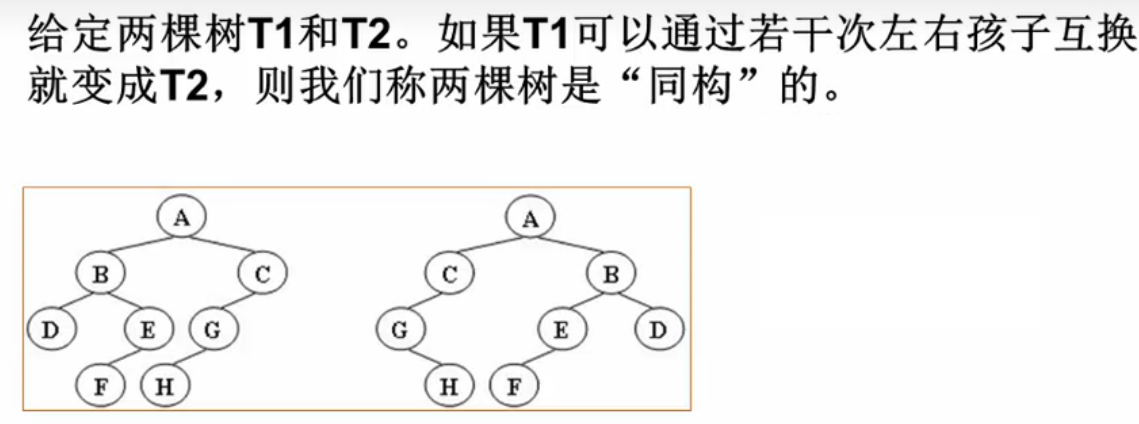 给定两棵树T1和T2。如果T1可以通过若干次左右孩子互换
就变成T2，则我们称两棵树是“同构”的。
A A
B C C B
D E G G E D
F H H F